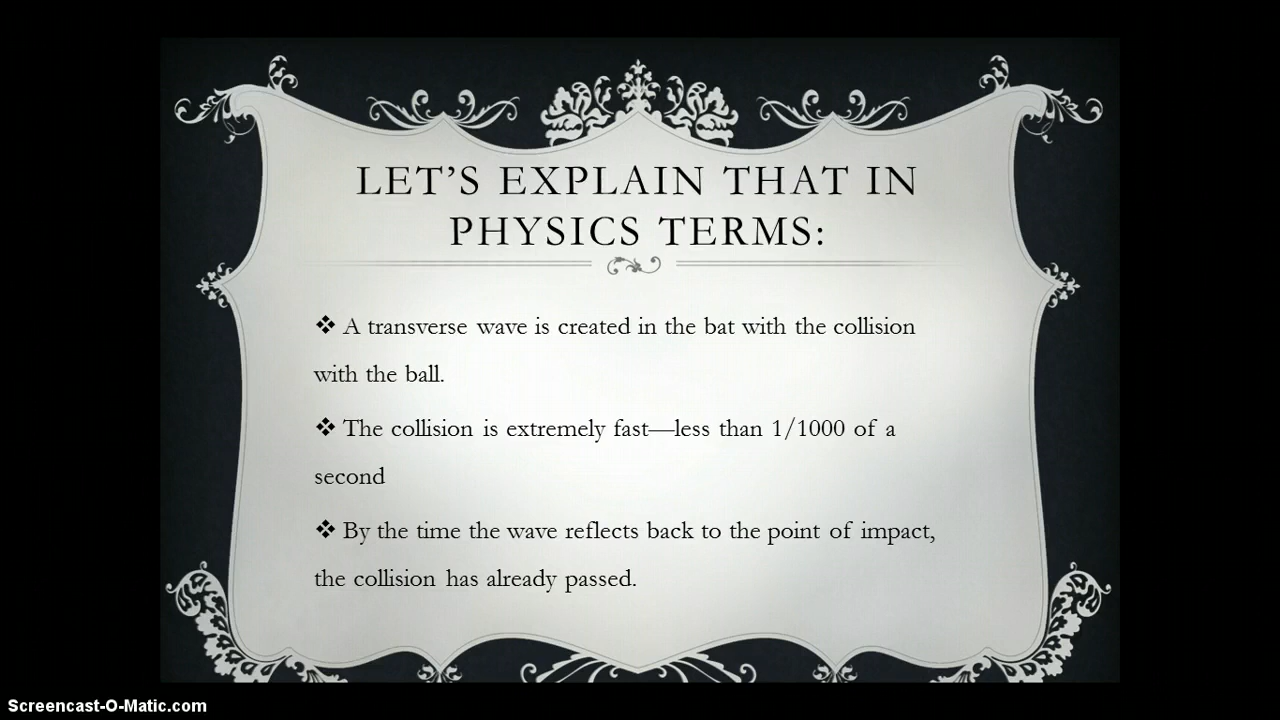 LET’S EXPLAIN THAT IN
PHYSICS TERMS:
❖ A transverse wave is created in the bat with the collision
with the ball.
❖ The collision is extremely fast—less than 1/1000 of a
second
❖ By the time the wave reflects back to the point of impact,
the collision has already passed.
Screencast-O-Matic.com